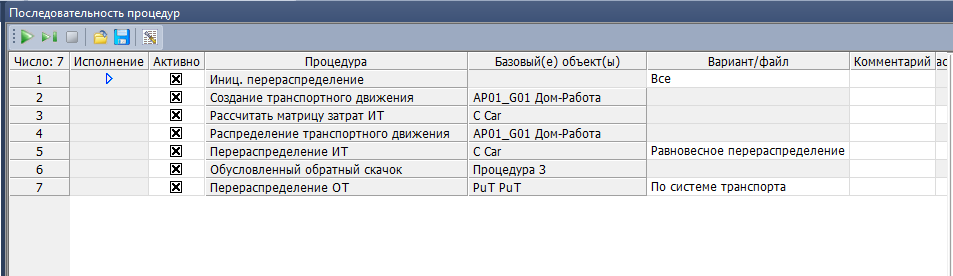 Последовательность процедур
Число: 7 Исполнение Активно Процедура Базовый(е) объект(ы) Вариант/файл Комментарий ас
1 Иниц. перераспределение Все
2 Создание транспортного движения AP01_G01 Дом-Работа
3 Рассчитать матрицу затрат ИТ C Car
4 Распределение транспортного движения AP01_G01 Дом-Работа
5 Перераспределение ИТ C Car Равновесное перераспределение
6 Обусловленный обратный скачок Процедура 3
7 Перераспределение ОТ PuT PuT По системе транспорта